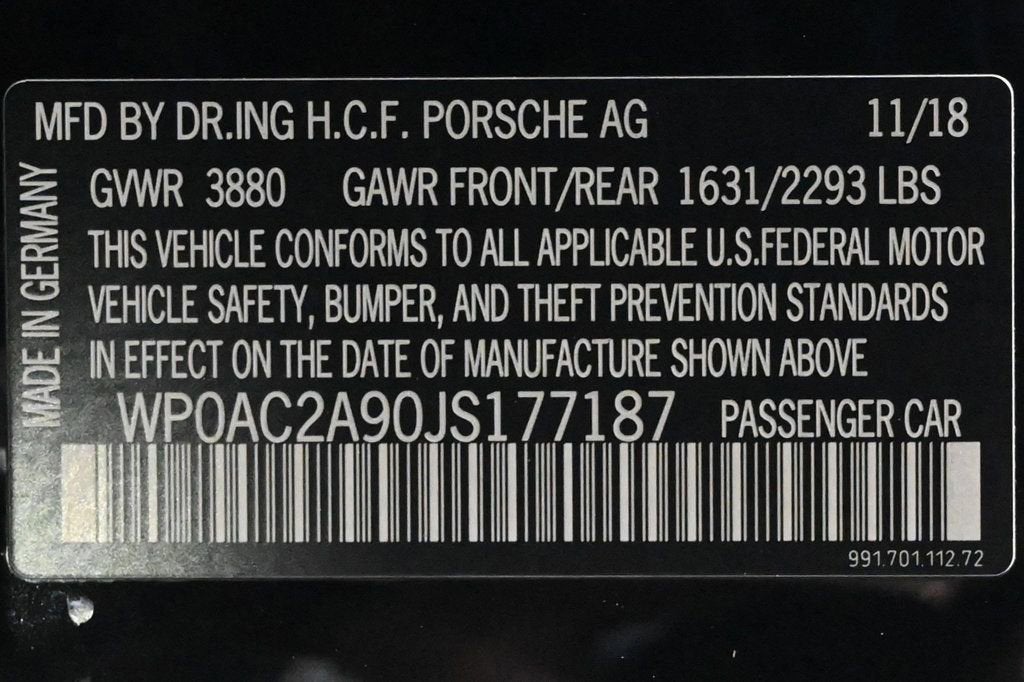 MFD BY DR.ING H.C.F. PORSCHE AG 11/18
GVWR 3880 GAWR FRONT/REAR 1631/2293 LBS
THIS VEHICLE CONFORMS TO ALL APPLICABLE U.S.FEDERAL MOTOR
VEHICLE SAFETY, BUMPER, AND THEFT PREVENTION STANDARDS
IN EFFECT ON THE DATE OF MANUFACTURE SHOWN ABOVE
WP0AC2A90JS177187 PASSENGER CAR
991.701.112.72
MADE IN GERMANY